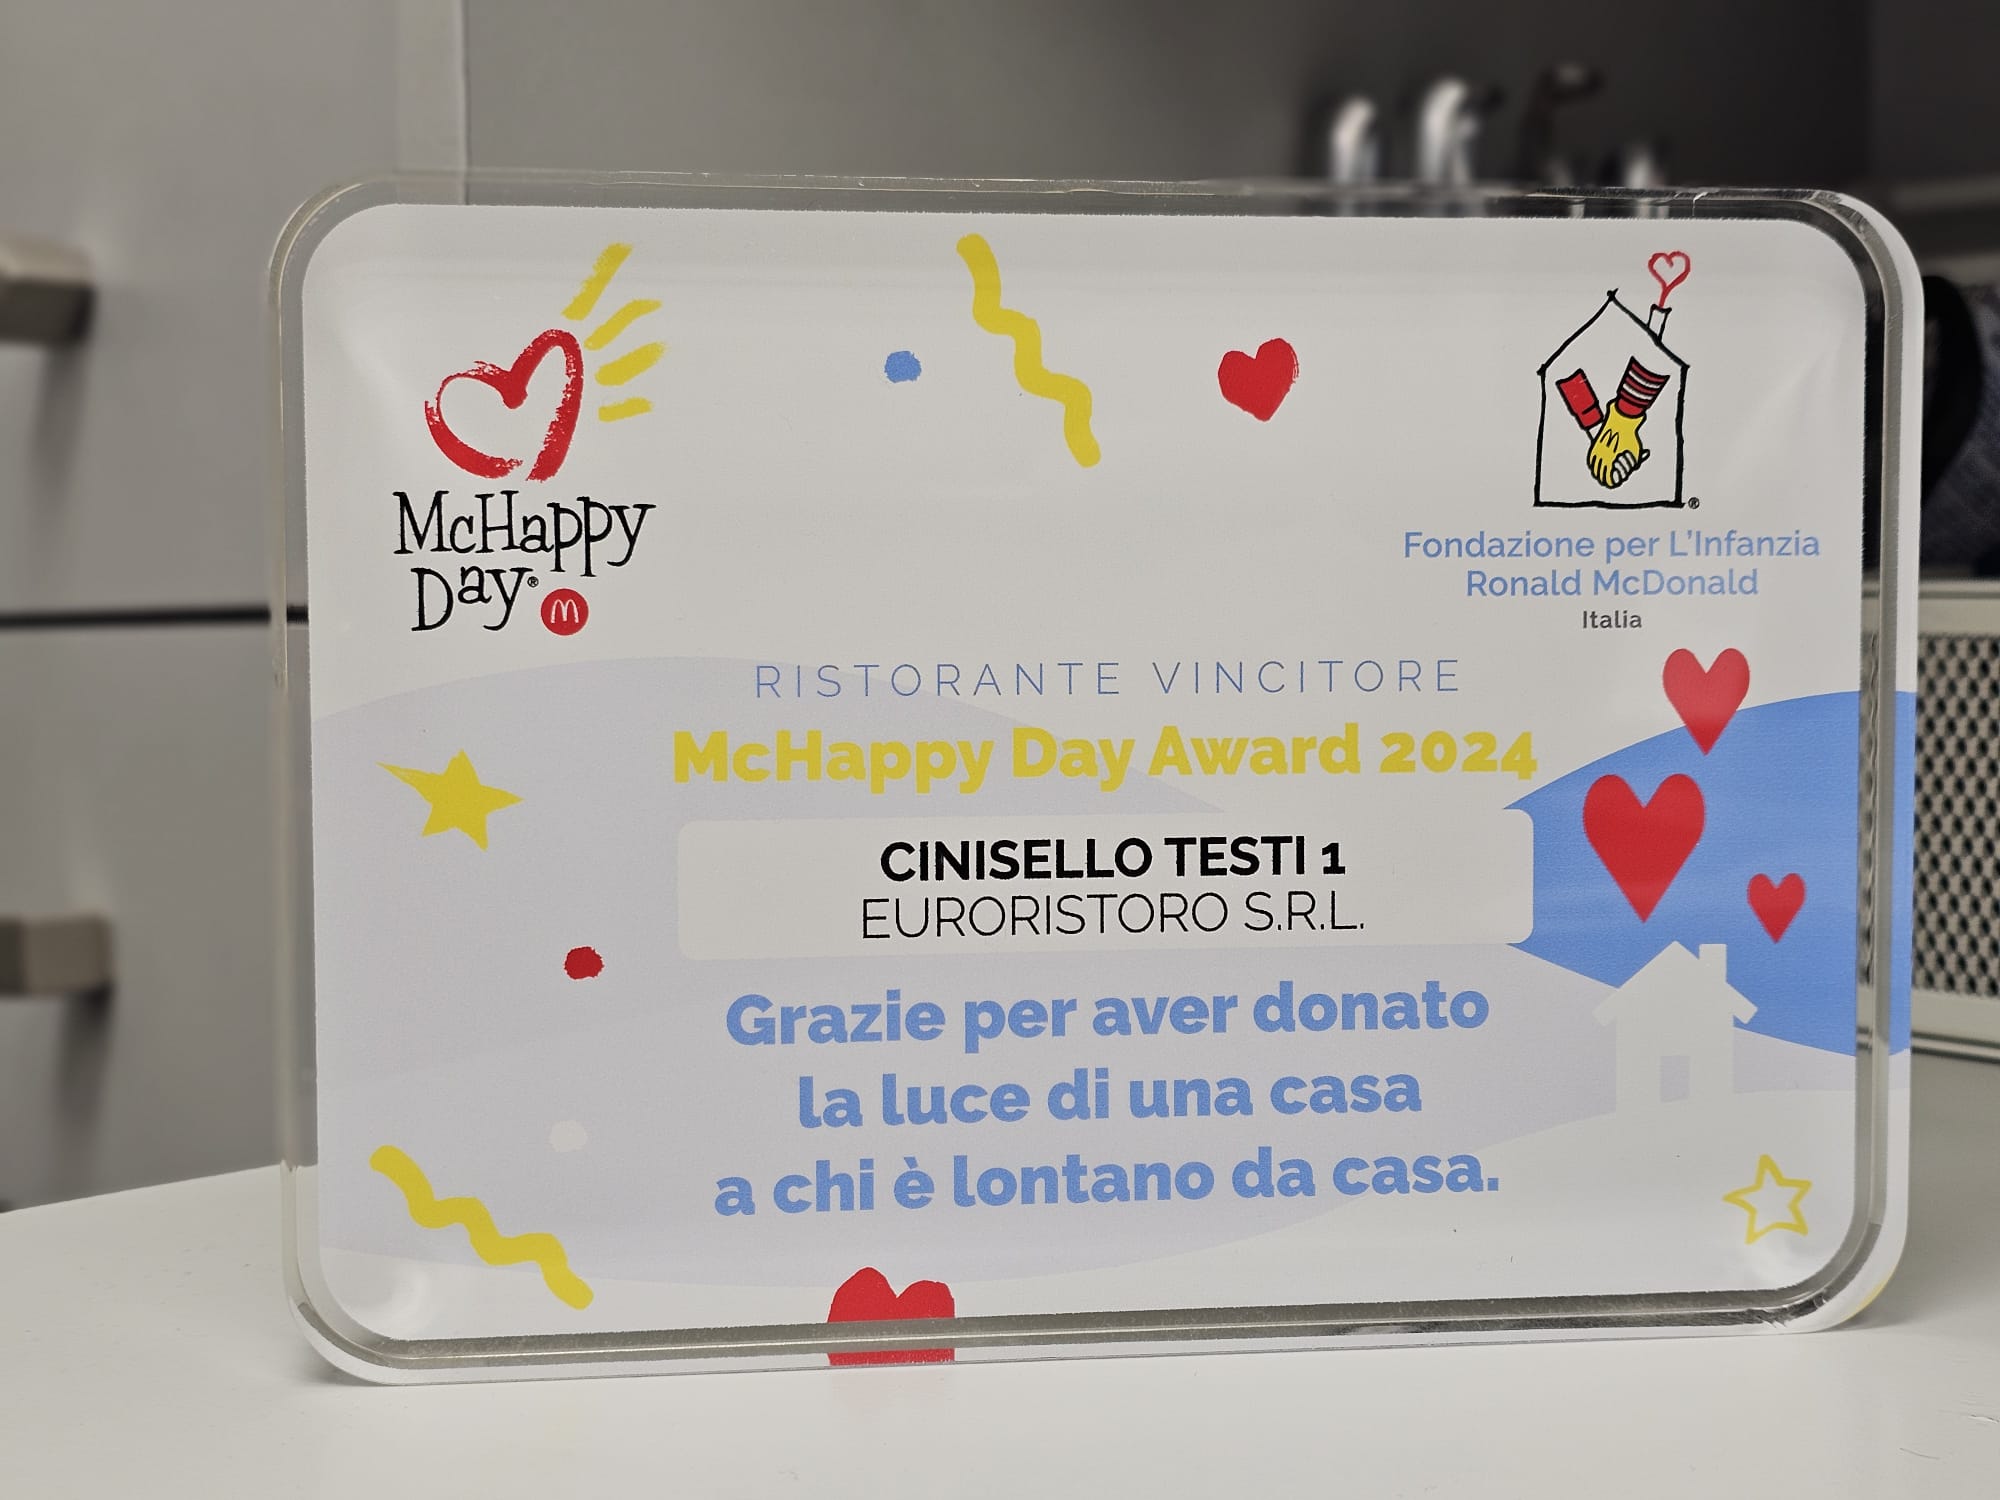 McHappy
Day®
Fondazione per L'Infanzia
Ronald McDonald
Italia
RISTORANTE VINCITORE
McHappy Day Award 2024
CINISELLO TESTI 1
EURORISTORO S.R.L.
Grazie per aver donato
la luce di una casa
a chi è lontano da casa.